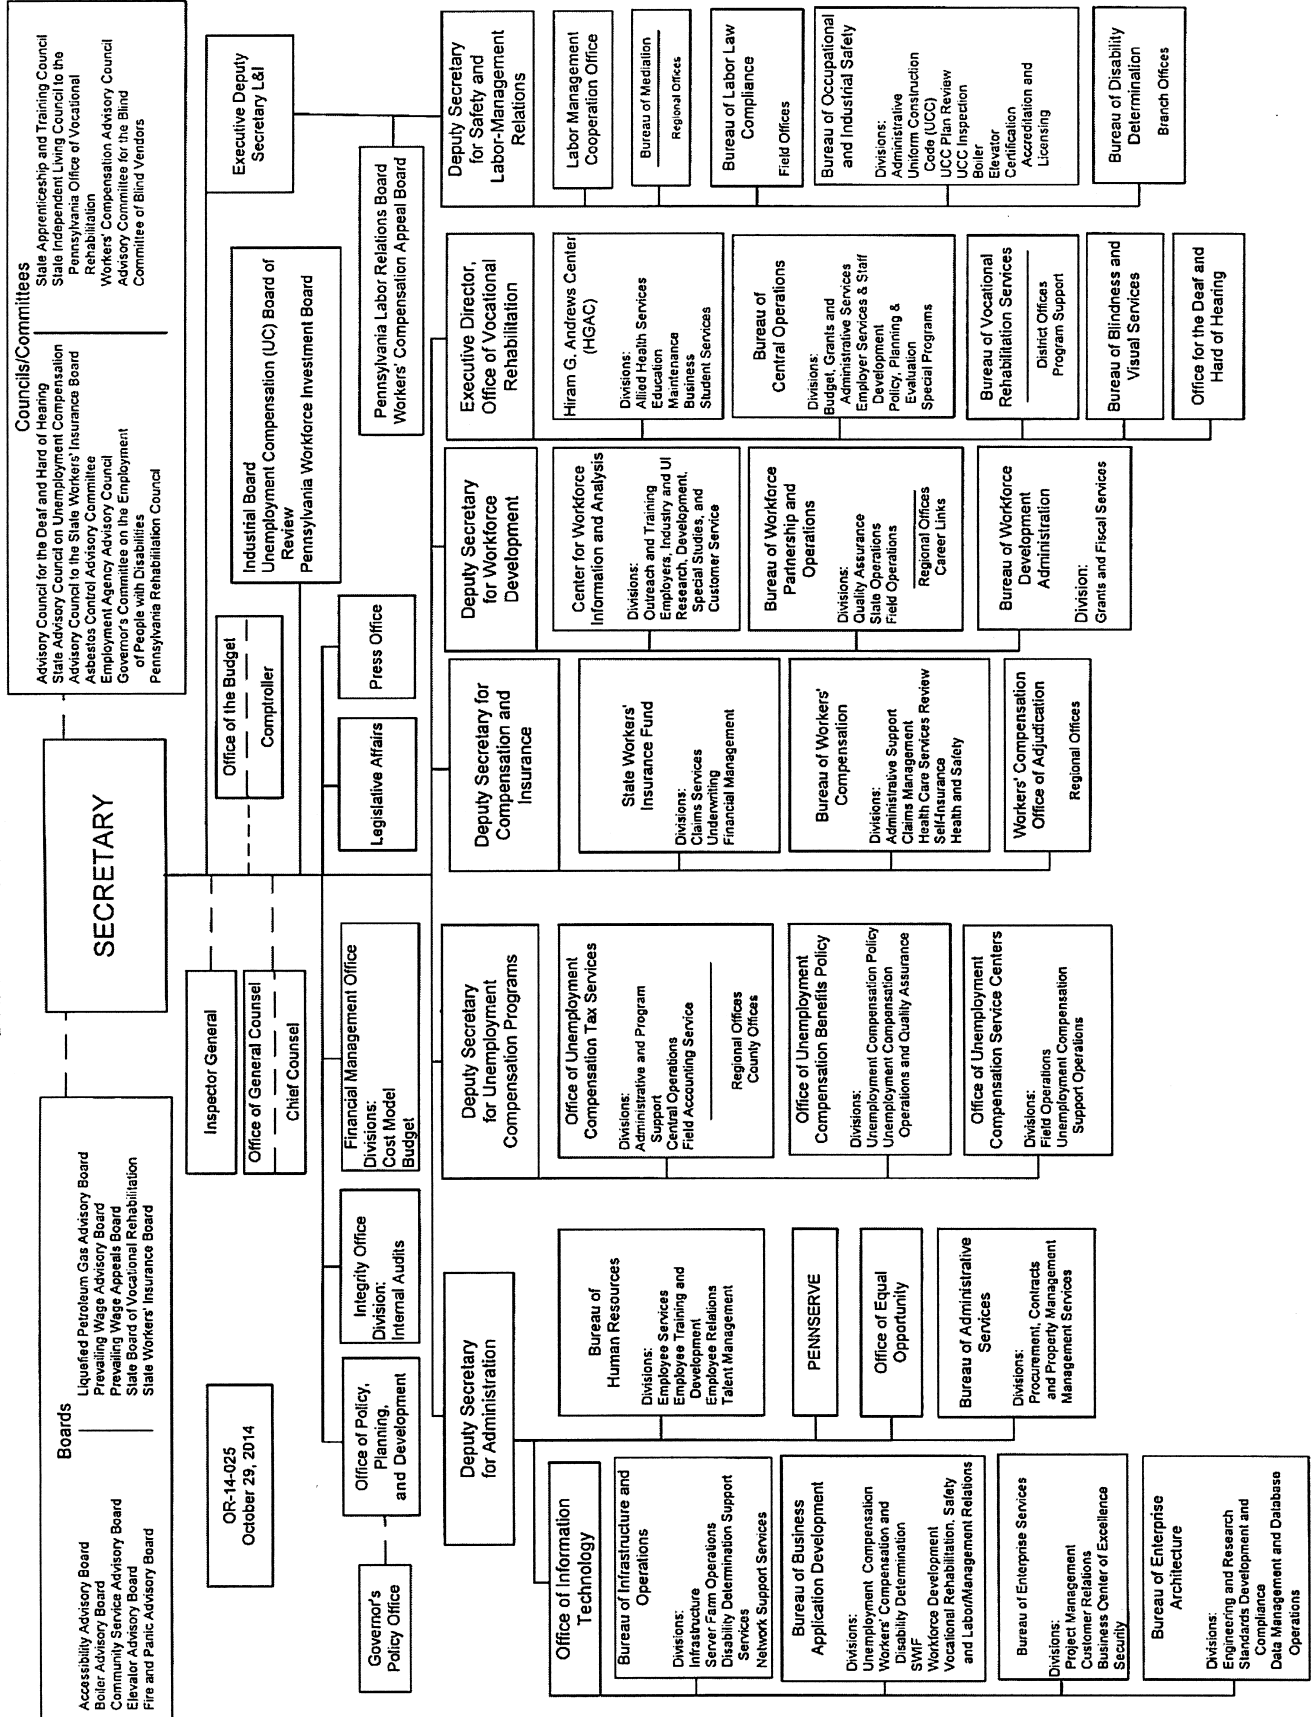 Boards
Accessibility Advisory Board
Boiler Advisory Board
Community Service Advisory Board
Elevator Advisory Board
Fire and Panic Advisory Board
Liquefied Petroleum Gas Advisory Board
Prevailing Wage Advisory Board
Prevailing Wage Appeals Board
State Board of Vocational Rehabilitation
State Workers' Insurance Board
SECRETARY
Councils/Committees
Advisory Council for the Deaf and Hard of Hearing
State Advisory Council on Unemployment Compensation
Advisory Council to the State Workers' Insurance Board
Asbestos Control Advisory Committee
Employment Agency Advisory Council
Governor's Committee on the Employment
of People with Disabilities
Pennsylvania Rehabilitation Council
State Apprenticeship and Training Council
State Independent Living Council to the
Pennsylvania Office of Vocational
Rehabilitation
Workers' Compensation Advisory Council
Advisory Committee for the Blind
Committee of Blind Vendors
OR-14-025
October 29, 2014
Inspector General
Office of General Counsel
Chief Counsel
Office of the Budget
Comptroller
Executive Deputy
Secretary L&I
Industrial Board
Unemployment Compensation (UC) Board of
Review
Pennsylvania Workforce Investment Board
Pennsylvania Labor Relations Board
Workers' Compensation Appeal Board
Governor's
Policy Office
Office of Policy,
Planning,
and Development
Integrity Office
Division:
Internal Audits
Financial Management Office
Divisions:
Cost Model
Budget
Legislative Affairs
Press Office
Deputy Secretary
for Administration
Office of Information
Technology
Bureau of Infrastructure and
Operations
Divisions:
Infrastructure
Server Farm Operations
Disability Determination Support
Services
Network Support Services
Bureau of Business
Application Development
Divisions:
Unemployment Compensation
Workers' Compensation and
Disability Determination
SWIF
Workforce Development
Vocational Rehabilitation, Safety
and Labor/Management Relations
Bureau of Enterprise Services
Divisions:
Project Management
Customer Relations
Business Center of Excellence
Security
Bureau of Enterprise
Architecture
Divisions:
Engineering and Research
Standards Development and
Compliance
Data Management and Database
Operations
Bureau of
Human Resources
Divisions:
Employee Services
Employee Training and
Development
Employee Relations
Talent Management
PENNSERVE
Office of Equal
Opportunity
Bureau of Administrative
Services
Divisions:
Procurement, Contracts
and Property Management
Management Services
Deputy Secretary
for Unemployment
Compensation Programs
Office of Unemployment
Compensation Tax Services
Divisions:
Administrative and Program
Support
Central Operations
Field Accounting Service
Regional Offices
County Offices
Office of Unemployment
Compensation Benefits Policy
Divisions:
Unemployment Compensation Policy
Unemployment Compensation
Operations and Quality Assurance
Office of Unemployment
Compensation Service Centers
Divisions:
Field Operations
Unemployment Compensation
Support Operations
Deputy Secretary for
Compensation and
Insurance
State Workers'
Insurance Fund
Divisions:
Claims Services
Underwriting
Financial Management
Bureau of Workers'
Compensation
Divisions:
Administrative Support
Claims Management
Health Care Services Review
Self-Insurance
Health and Safety
Workers' Compensation
Office of Adjudication
Regional Offices
Deputy Secretary
for Workforce
Development
Center for Workforce
Information and Analysis
Divisions:
Outreach and Training
Employers, Industry and UI
Research, Development,
Special Studies, and
Customer Service
Bureau of Workforce
Partnership and
Operations
Divisions:
Quality Assurance
State Operations
Field Operations
Regional Offices
Career Links
Bureau of Workforce
Development
Administration
Division:
Grants and Fiscal Services
Executive Director,
Office of Vocational
Rehabilitation
Hiram G. Andrews Center
(HGAC)
Divisions:
Allied Health Services
Education
Maintenance
Business
Student Services
Bureau of
Central Operations
Divisions:
Budget, Grants and
Administrative Services
Employer Services & Staff
Development
Policy, Planning &
Evaluation
Special Programs
Bureau of Vocational
Rehabilitation Services
District Offices
Program Support
Bureau of Blindness and
Visual Services
Office for the Deaf and
Hard of Hearing
Deputy Secretary
for Safety and
Labor-Management
Relations
Labor Management
Cooperation Office
Bureau of Mediation
Regional Offices
Bureau of Labor Law
Compliance
Field Offices
Bureau of Occupational
and Industrial Safety
Divisions:
Administrative
Uniform Construction
Code (UCC)
UCC Plan Review
UCC Inspection
Boiler
Elevator
Certification
Accreditation and
Licensing
Bureau of Disability
Determination
Branch Offices